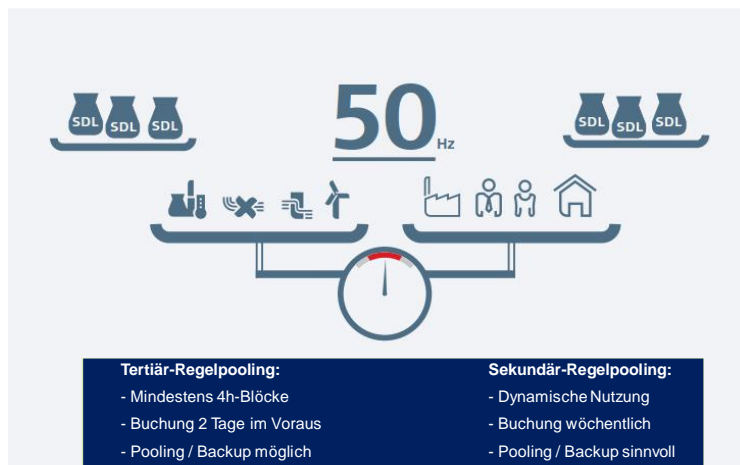 SDL SDL SDL
50 Hz
SDL SDL SDL
Tertiär-Regelpooling:
- Mindestens 4h-Blöcke
- Buchung 2 Tage im Voraus
- Pooling / Backup möglich
Sekundär-Regelpooling:
- Dynamische Nutzung
- Buchung wöchentlich
- Pooling / Backup sinnvoll